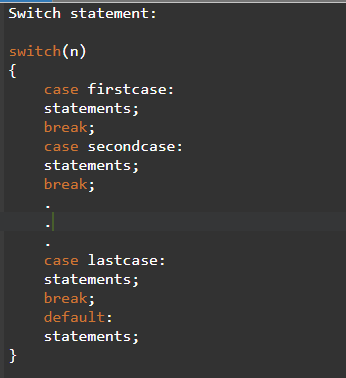 Switch statement:
switch(n)
{
case firstcase:
statements;
break;
case secondcase:
statements;
break;
.
.
.
case lastcase:
statements;
break;
default:
statements;
}